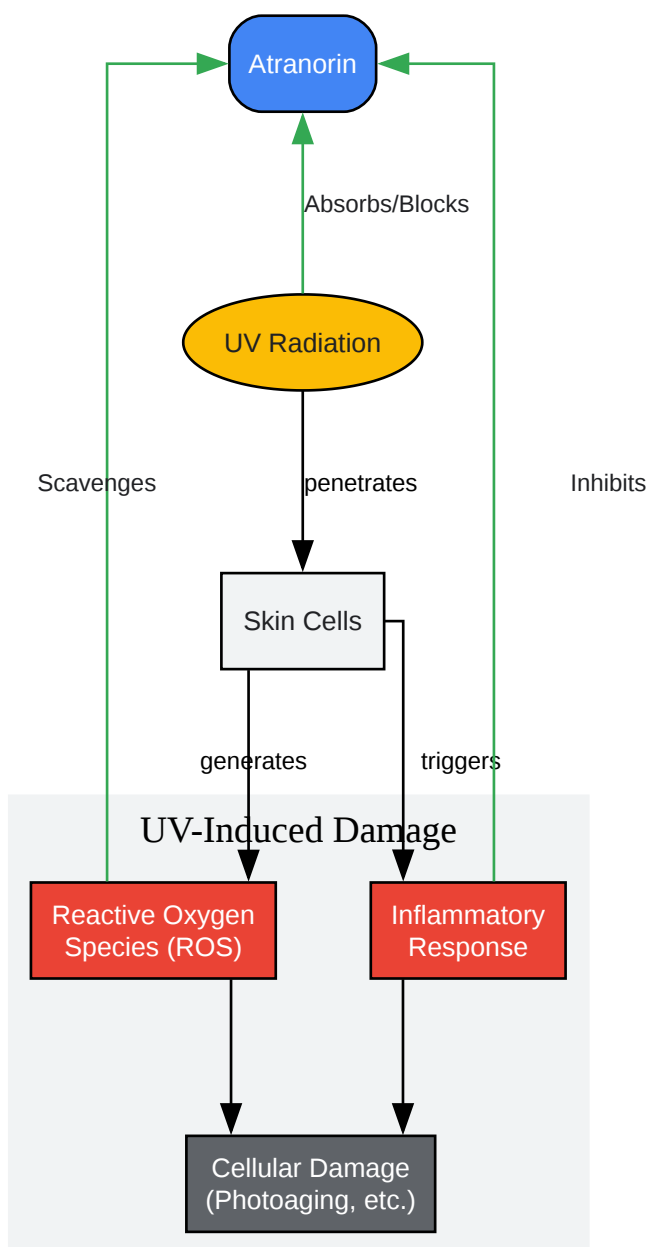 Atranorin
Absorbs/Blocks
UV Radiation
Scavenges
penetrates
Inhibits
Skin Cells
generates
triggers
UV-Induced Damage
Reactive Oxygen
Species (ROS)
Inflammatory
Response
Cellular Damage
(Photoaging, etc.)